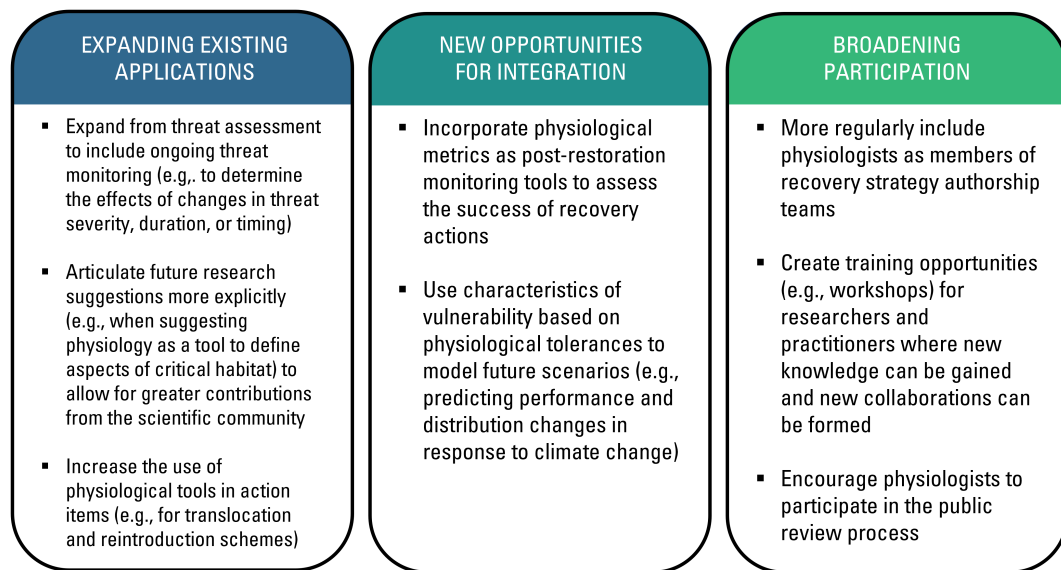 EXPANDING EXISTING
APPLICATIONS
▪ Expand from threat assessment
to include ongoing threat
monitoring (e.g,. to determine
the effects of changes in threat
severity, duration, or timing)
▪ Articulate future research
suggestions more explicitly
(e.g., when suggesting
physiology as a tool to define
aspects of critical habitat) to
allow for greater contributions
from the scientific community
▪ Increase the use of
physiological tools in action
items (e.g., for translocation
and reintroduction schemes)
NEW OPPORTUNITIES
FOR INTEGRATION
▪ Incorporate physiological
metrics as post-restoration
monitoring tools to assess
the success of recovery
actions
▪ Use characteristics of
vulnerability based on
physiological tolerances to
model future scenarios (e.g.,
predicting performance and
distribution changes in
response to climate change)
BROADENING
PARTICIPATION
▪ More regularly include
physiologists as members of
recovery strategy authorship
teams
▪ Create training opportunities
(e.g., workshops) for
researchers and
practitioners where new
knowledge can be gained
and new collaborations can
be formed
▪ Encourage physiologists to
participate in the public
review process